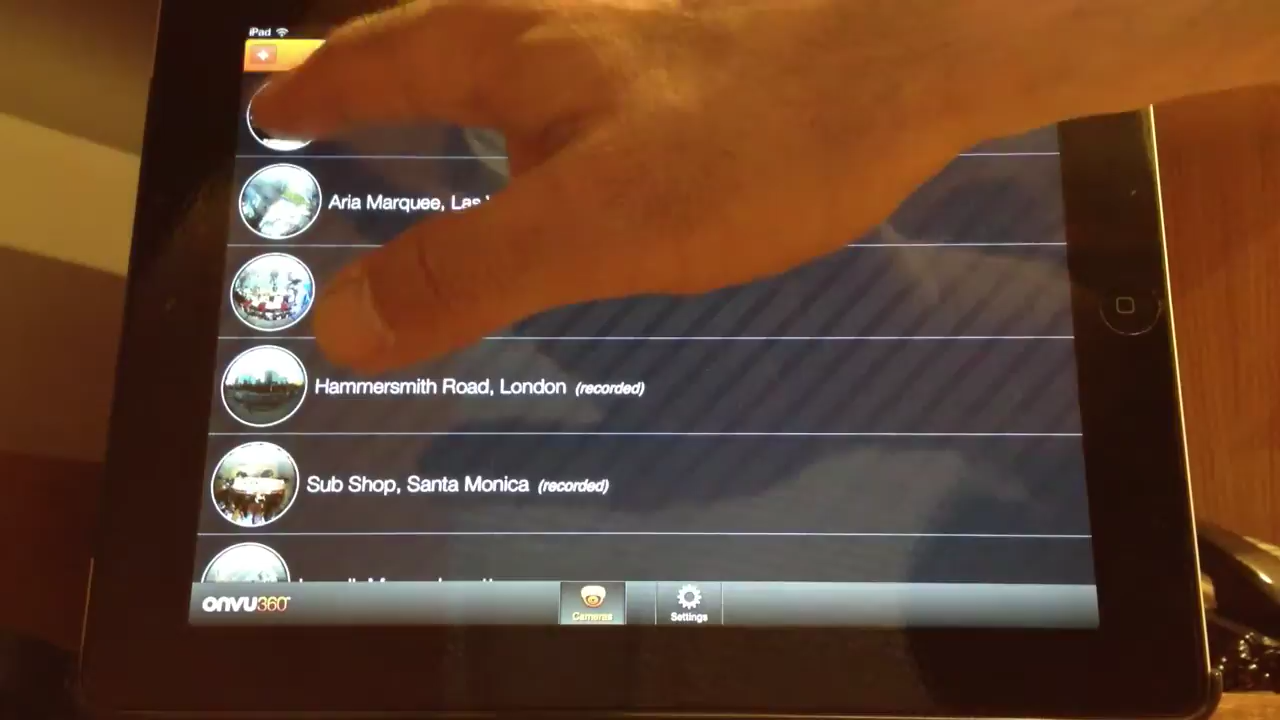 iPad
Aria Marquee, Las
Hammersmith Road, London (recorded)
Sub Shop, Santa Monica (recorded)
onvu360
Cameras
Settings